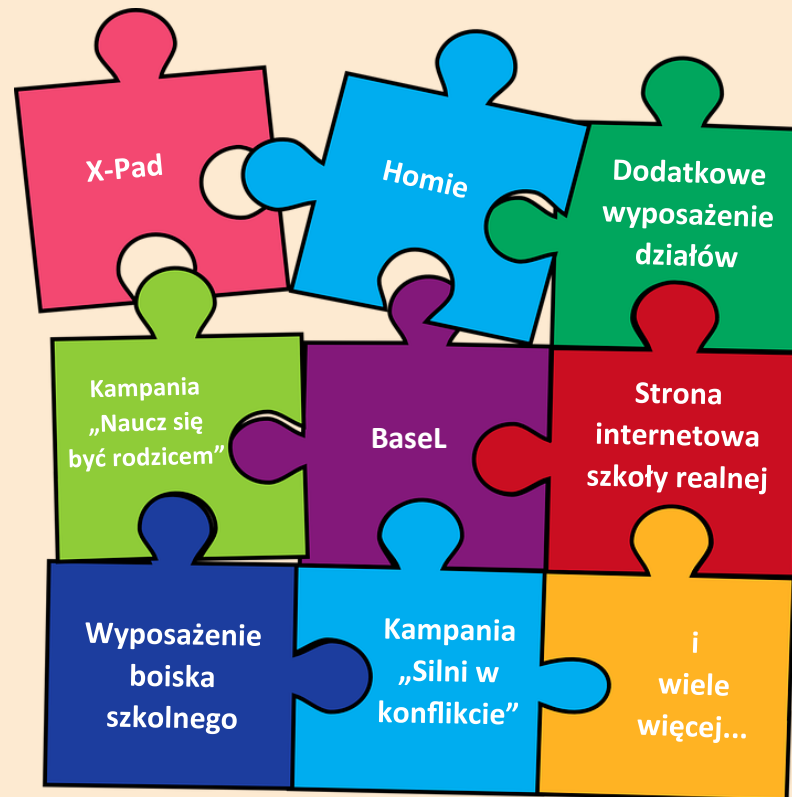 X-Pad
Homie
Dodatkowe
wyposażenie
działów
Kampania
„Naucz się
być rodzicem”
BaseL
Strona
internetowa
szkoły realnej
Wyposażenie
boiska
szkolnego
Kampania
„Silni w
konflikcie”
i
wiele
więcej...